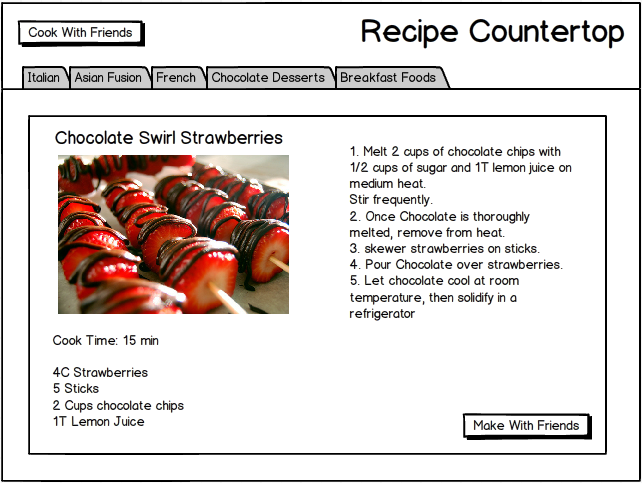 Cook With Friends
Recipe Countertop
Italian
Asian Fusion
French
Chocolate Desserts
Breakfast Foods
Chocolate Swirl Strawberries
Cook Time: 15 min
4C Strawberries
5 Sticks
2 Cups chocolate chips
1T Lemon Juice
1. Melt 2 cups of chocolate chips with
1/2 cups of sugar and 1T lemon juice on
medium heat.
Stir frequently.
2. Once Chocolate is thoroughly
melted, remove from heat.
3. skewer strawberries on sticks.
4. Pour Chocolate over strawberries.
5. Let chocolate cool at room
temperature, then solidify in a
refrigerator
Make With Friends